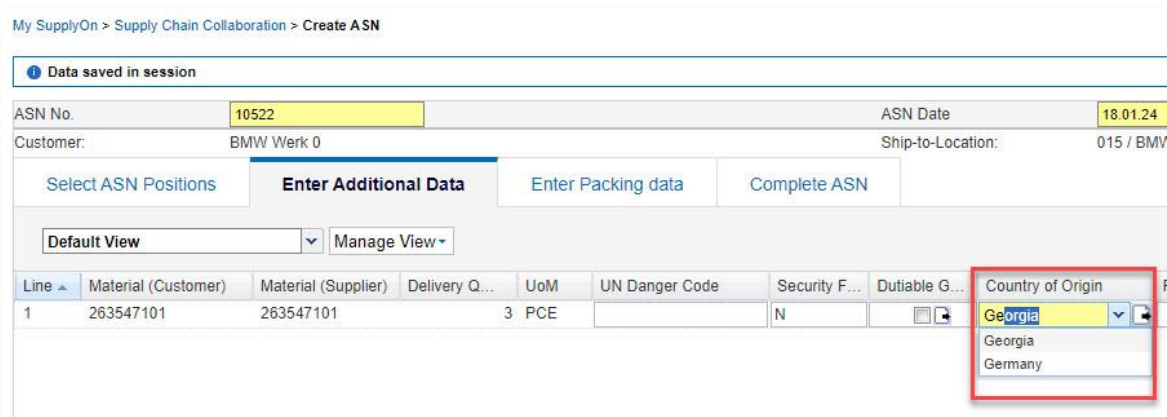 My SupplyOn > Supply Chain Collaboration > Create ASN
Data saved in session
ASN No. 10522 ASN Date 18.01.24
Customer: BMW Werk 0 Ship-to-Location: 015 / BMW
Select ASN Positions Enter Additional Data Enter Packing data Complete ASN
Default View Manage View
Line Material (Customer) Material (Supplier) Delivery Q... UoM UN Danger Code Security F... Dutiable G... Country of Origin
1 263547101 263547101 3 PCE N Georgia
Georgia
Germany